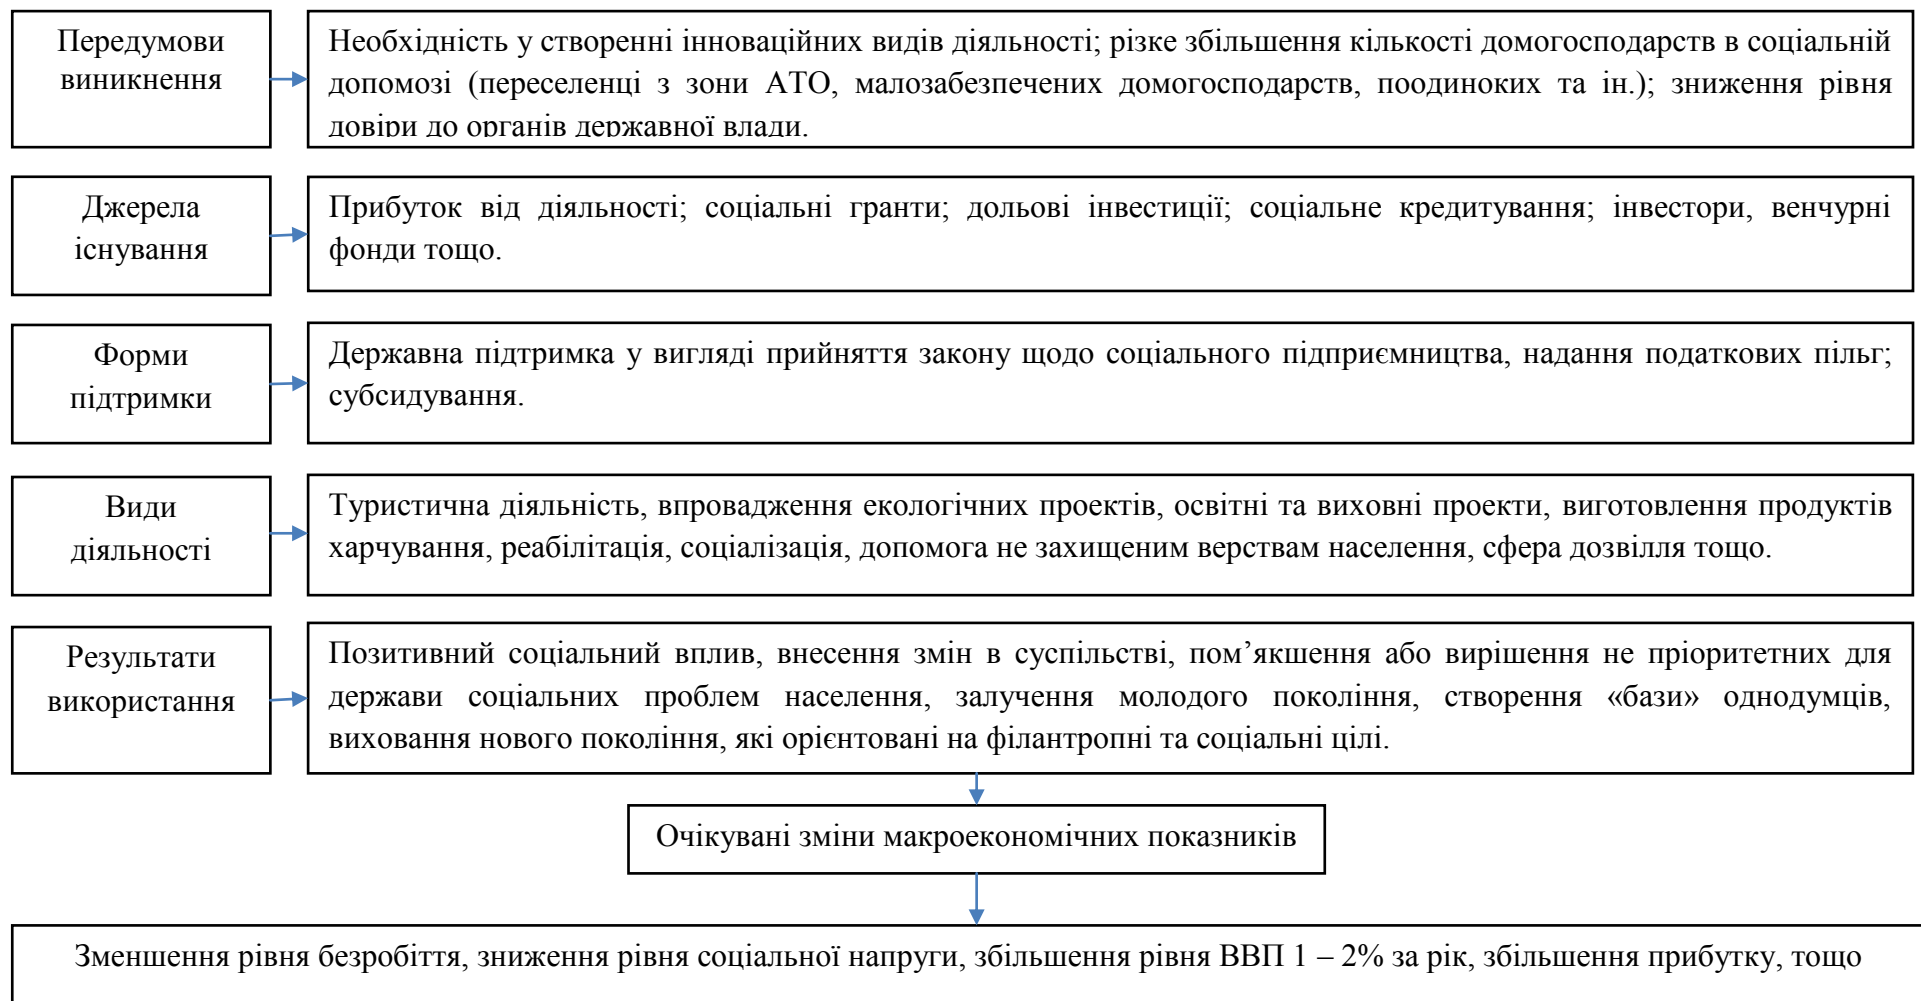 Передумови
виникнення
Необхідність у створенні інноваційних видів діяльності; різке збільшення кількості домогосподарств в соціальній
допомозі (переселенці з зони АТО, малозабезпечених домогосподарств, поодиноких та ін.); зниження рівня
довіри до органів державної влади.
Джерела
існування
Прибуток від діяльності; соціальні гранти; дольові інвестиції; соціальне кредитування; інвестори, венчурні
фонди тощо.
Форми
підтримки
Державна підтримка у вигляді прийняття закону щодо соціального підприємництва, надання податкових пільг;
субсидування.
Види
діяльності
Туристична діяльність, впровадження екологічних проектів, освітні та виховні проекти, виготовлення продуктів
харчування, реабілітація, соціалізація, допомога не захищеним верствам населення, сфера дозвілля тощо.
Результати
використання
Позитивний соціальний вплив, внесення змін в суспільстві, пом’якшення або вирішення не пріоритетних для
держави соціальних проблем населення, залучення молодого покоління, створення «бази» однодумців,
виховання нового покоління, які орієнтовані на філантропні та соціальні цілі.
Очікувані зміни макроекономічних показників
Зменшення рівня безробіття, зниження рівня соціальної напруги, збільшення рівня ВВП 1 – 2% за рік, збільшення прибутку, тощо